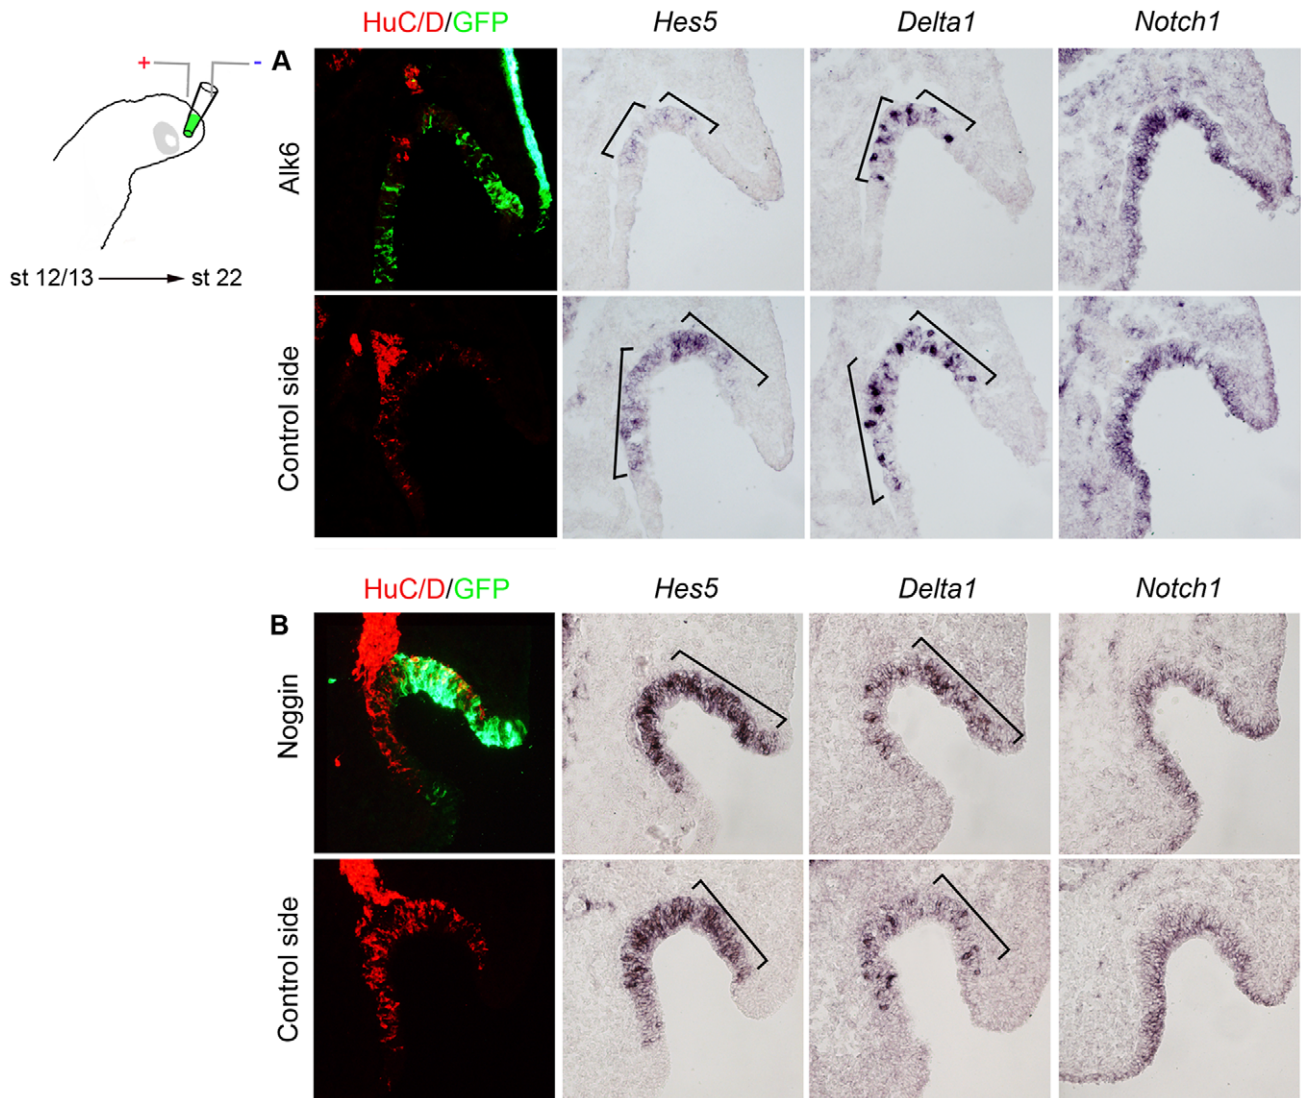 HuC/D/GFP Hes5 Delta1 Notch1
+ - A
Alk6
st 12/13 st 22
Control side
HuC/D/GFP Hes5 Delta1 Notch1
B
Noggin
Control side